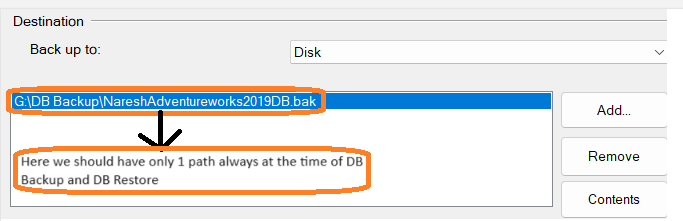 Destination
Back up to:
Disk
G:\DB Backup\NareshAdventureworks2019DB.bak
Add...
Here we should have only 1 path always at the time of DB
Backup and DB Restore
Remove
Contents